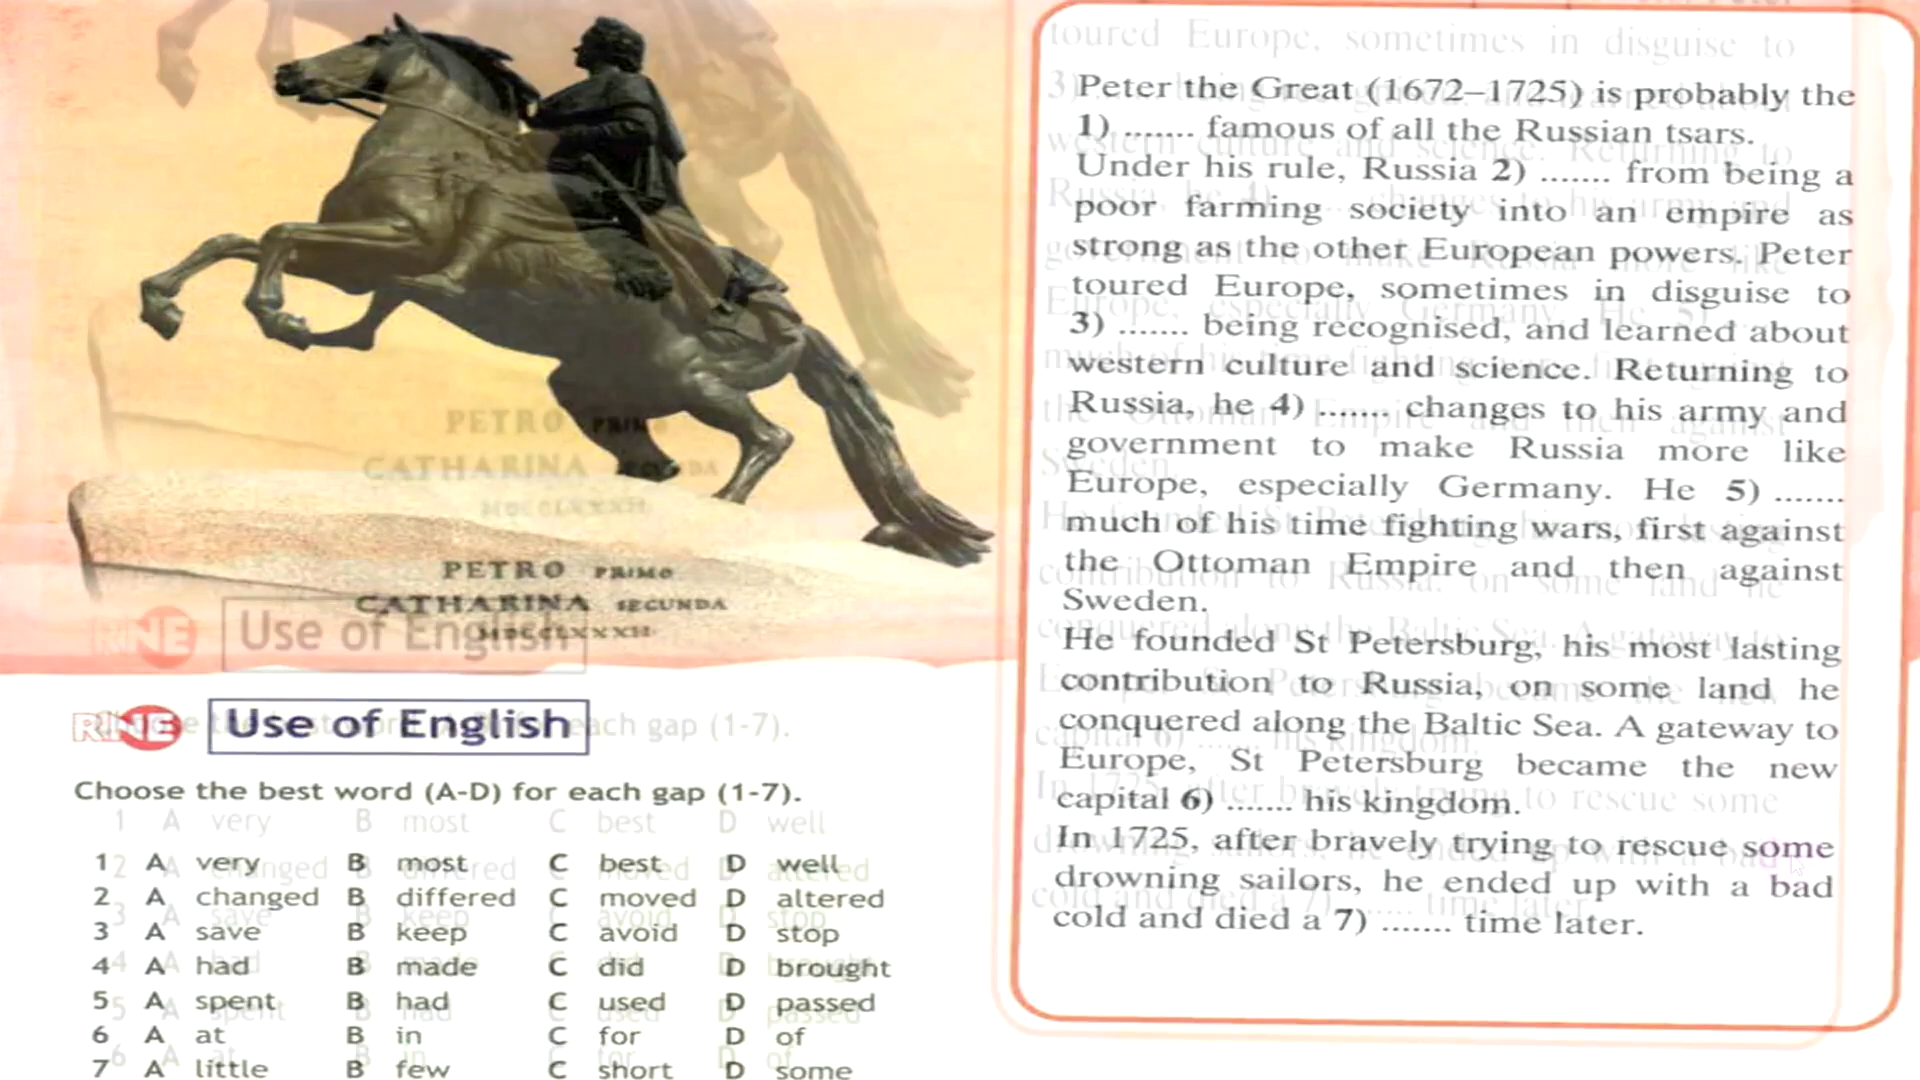 PETRO PRIMO
CATHARINA SECUNDA
MDCCLXXXII
RINE Use of English
Choose the best word (A-D) for each gap (1-7).
1 A very B most C best D well
2 A changed B differed C moved D altered
3 A save B keep C avoid D stop
4 A had B made C did D brought
5 A spent B had C used D passed
6 A at B in C for D of
7 A little B few C short D some
Peter the Great (1672–1725) is probably the
1) ....... famous of all the Russian tsars.
Under his rule, Russia 2) ....... from being a
poor farming society into an empire as
strong as the other European powers. Peter
toured Europe, sometimes in disguise to
3) ....... being recognised, and learned about
western culture and science. Returning to
Russia, he 4) ....... changes to his army and
government to make Russia more like
Europe, especially Germany. He 5) .......
much of his time fighting wars, first against
the Ottoman Empire and then against
Sweden.
He founded St Petersburg, his most lasting
contribution to Russia, on some land he
conquered along the Baltic Sea. A gateway to
Europe, St Petersburg became the new
capital 6) ....... his kingdom.
In 1725, after bravely trying to rescue some
drowning sailors, he ended up with a bad
cold and died a 7) ....... time later.